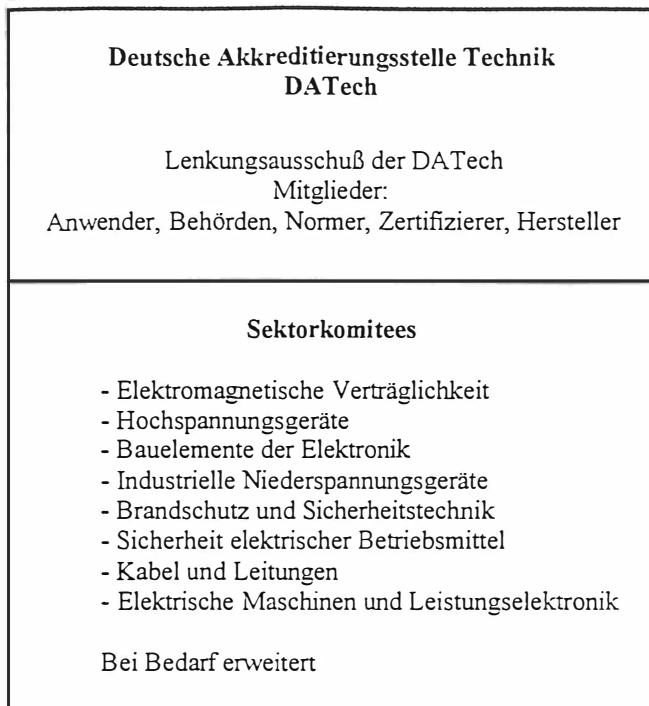 Deutsche Akkreditierungsstelle Technik
DATech
Lenkungsausschuß der DATech
Mitglieder:
Anwender, Behörden, Normer, Zertifizierer, Hersteller
Sektorkomitees
- Elektromagnetische Verträglichkeit
- Hochspannungsgeräte
- Bauelemente der Elektronik
- Industrielle Niederspannungsgeräte
- Brandschutz und Sicherheitstechnik
- Sicherheit elektrischer Betriebsmittel
- Kabel und Leitungen
- Elektrische Maschinen und Leistungselektronik
Bei Bedarf erweitert